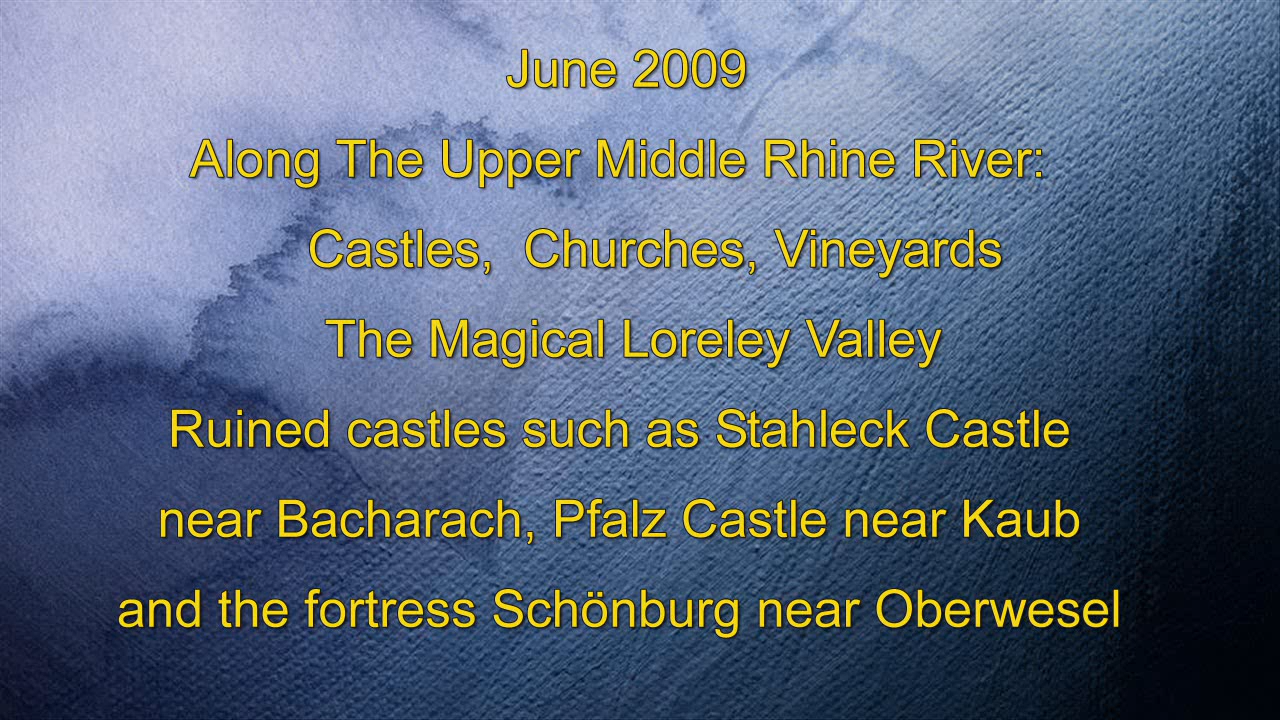 June 2009
Along The Upper Middle Rhine River:
Castles,  Churches, Vineyards
The Magical Loreley Valley
Ruined castles such as Stahleck Castle
near Bacharach, Pfalz Castle near Kaub
and the fortress Schönburg near Oberwesel